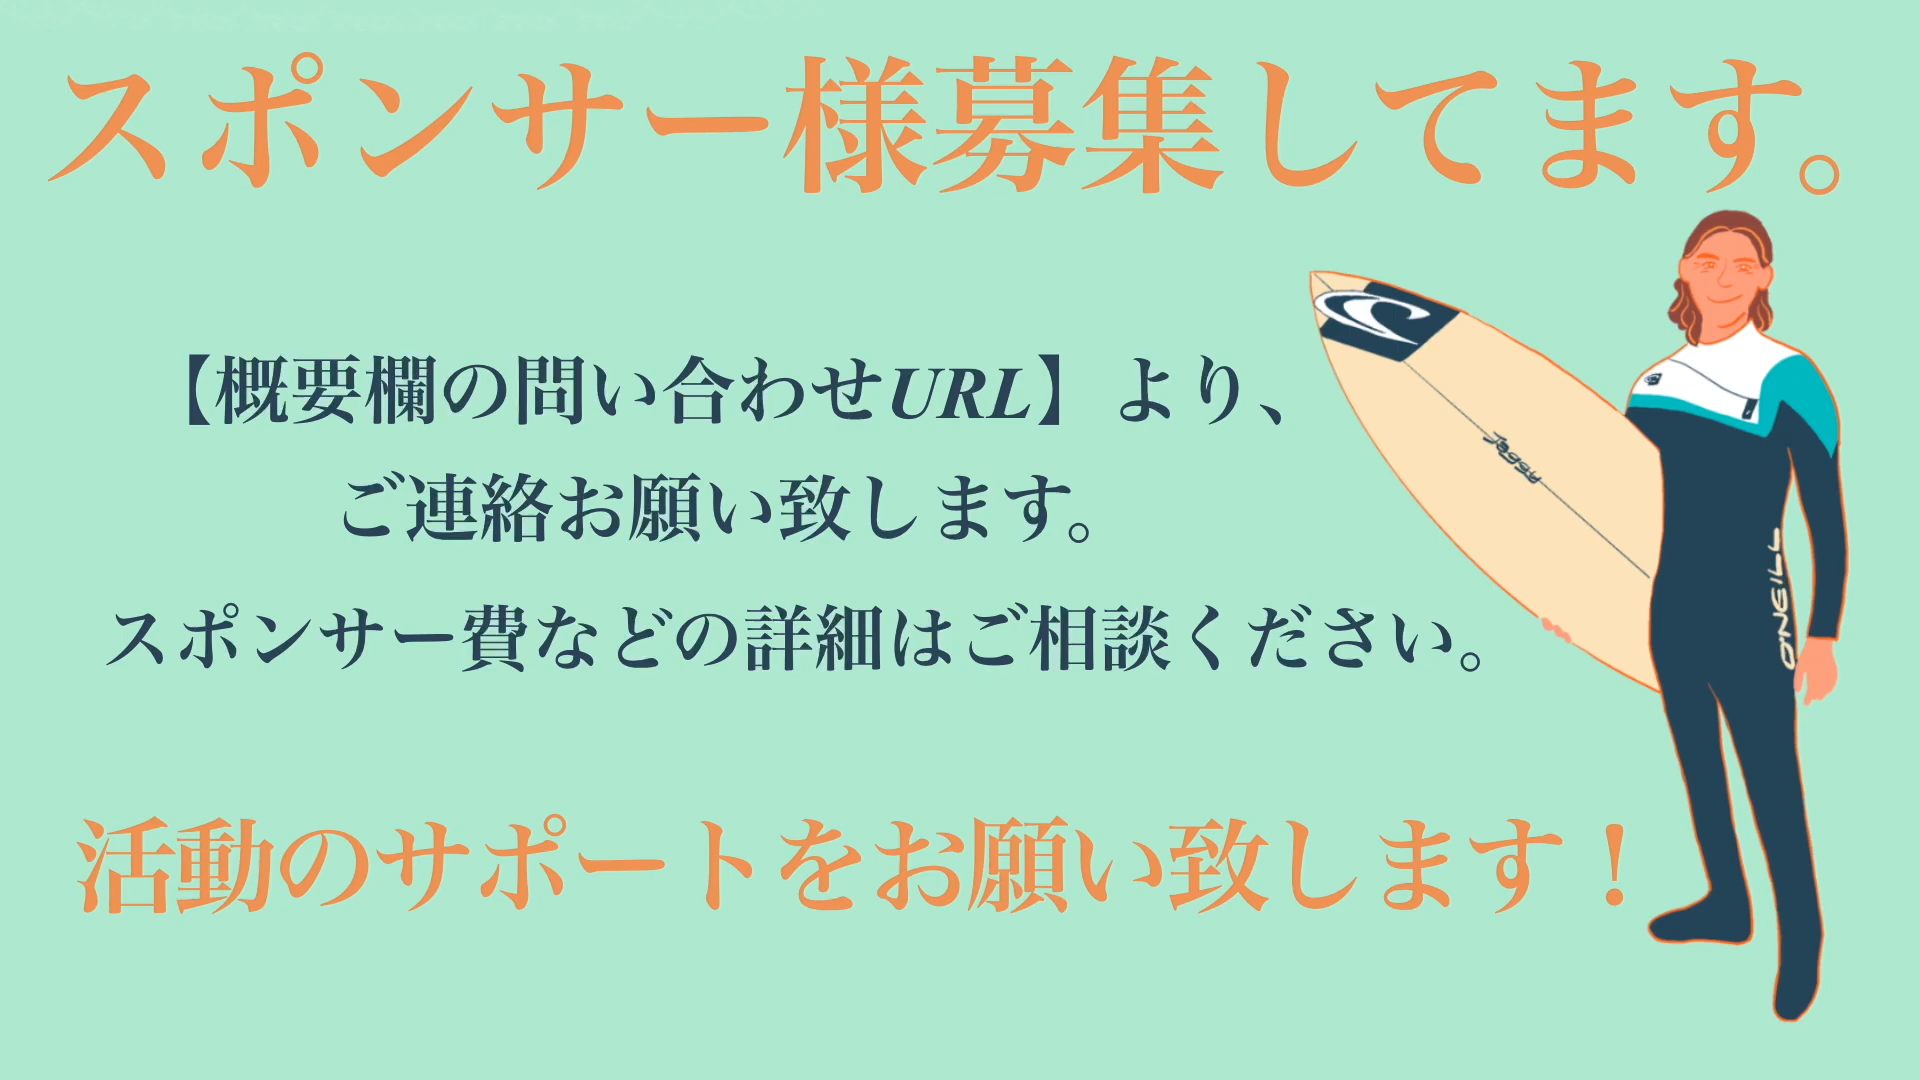 スポンサー様募集してます。
【概要欄の問い合わせURL】より、
ご連絡お願い致します。
スポンサー費などの詳細はご相談ください。
活動のサポートをお願い致します！
Jaggy
O'NEILL